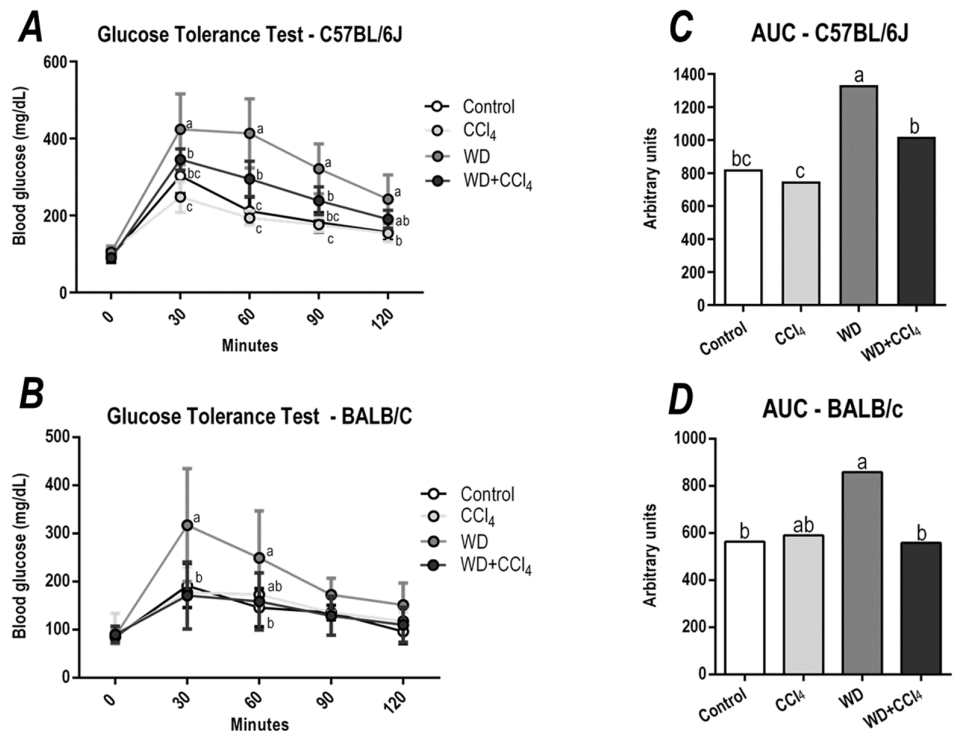 A
Glucose Tolerance Test - C57BL/6J
Blood glucose (mg/dL)
600
400
200
0
a
b
bc
c
a
b
c
c
a
b
bc
c
a
ab
b
0
30
60
90
120
Minutes
Control
CCl₄
WD
WD+CCl₄
C
AUC - C57BL/6J
Arbitrary units
1400
1200
1000
800
600
400
200
0
bc
c
a
b
Control
CCl₄
WD
WD+CCl₄
B
Glucose Tolerance Test - BALB/C
Blood glucose (mg/dL)
500
400
300
200
100
0
a
b
a
ab
b
0
30
60
90
120
Minutes
Control
CCl₄
WD
WD+CCl₄
D
AUC - BALB/c
Arbitrary units
1000
800
600
400
200
0
b
ab
a
b
Control
CCl₄
WD
WD+CCl₄